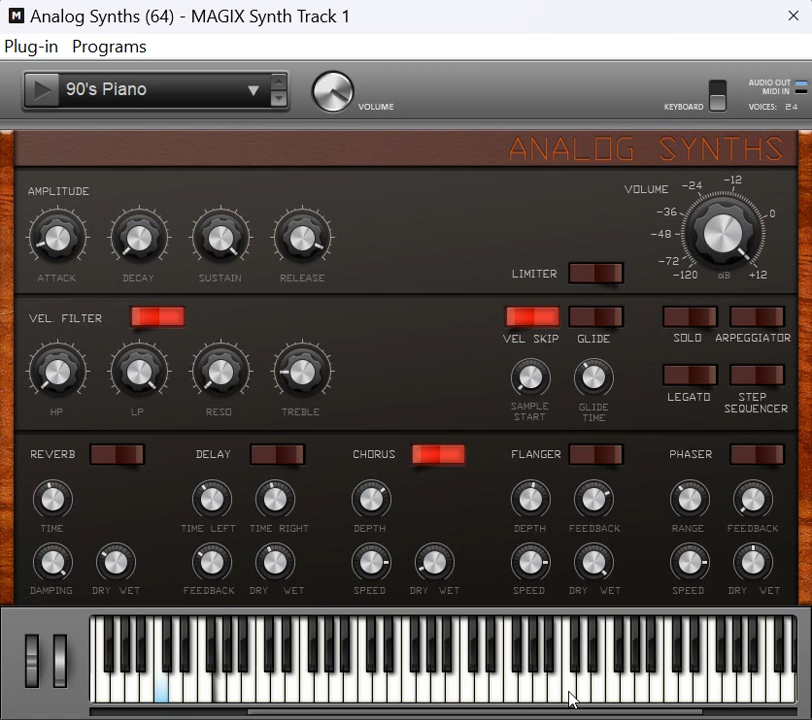 M Analog Synths (64) - MAGIX Synth Track 1
Plug-in Programs
90's Piano
VOLUME
KEYBOARD
AUDIO OUT
MIDI IN
VOICES: 24
ANALOG SYNTHS
AMPLITUDE
ATTACK DECAY SUSTAIN RELEASE
LIMITER
VOLUME
-120 -72 -48 -36 -24 -12 0 +12
dB
VEL. FILTER
HP LP RESO TREBLE
VEL SKIP GLIDE
SAMPLE START
GLIDE TIME
SOLO ARPEGGIATOR
LEGATO STEP SEQUENCER
REVERB
TIME
DAMPING DRY WET
DELAY
TIME LEFT TIME RIGHT
FEEDBACK DRY WET
CHORUS
DEPTH
SPEED DRY WET
FLANGER
DEPTH FEEDBACK
SPEED DRY WET
PHASER
RANGE FEEDBACK
SPEED DRY WET